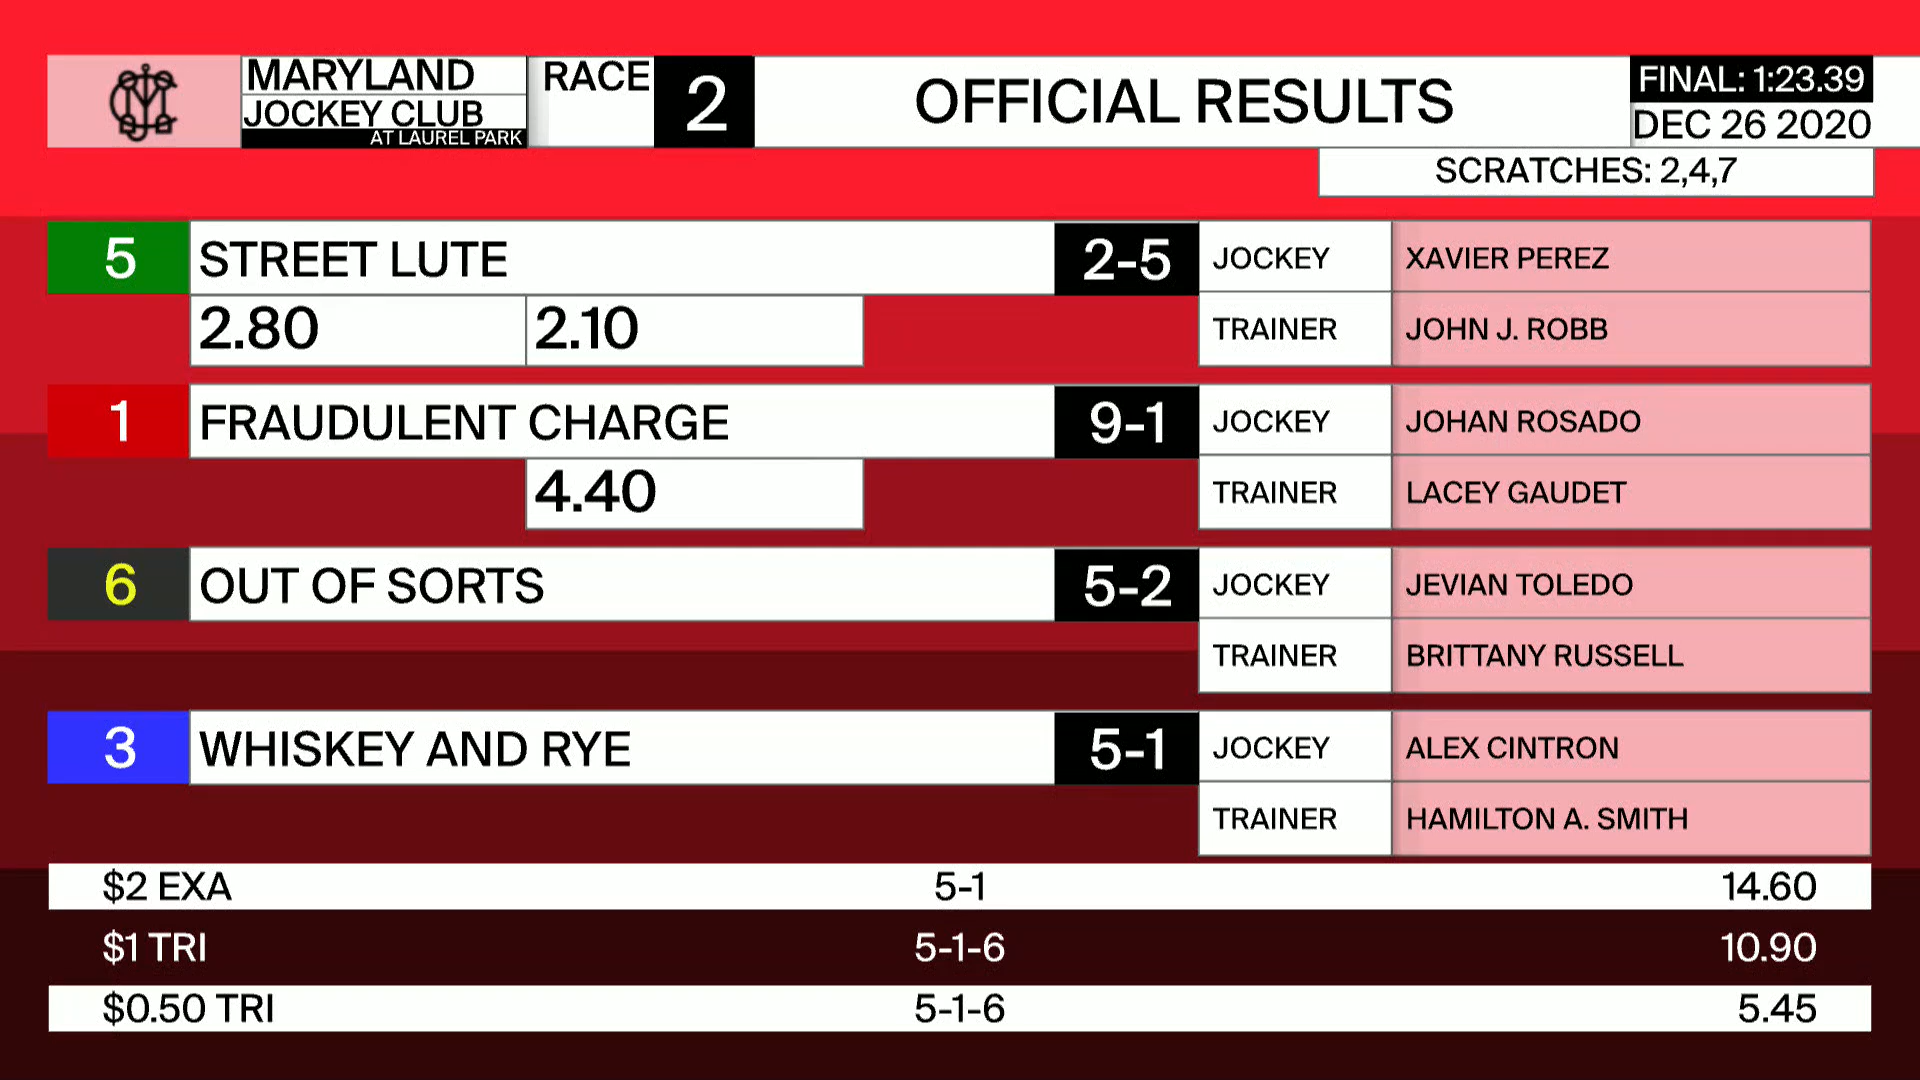 MARYLAND
JOCKEY CLUB
AT LAUREL PARK
RACE 2
OFFICIAL RESULTS
FINAL: 1:23.39
DEC 26 2020
SCRATCHES: 2,4,7
5 STREET LUTE 2-5 JOCKEY XAVIER PEREZ
2.80 2.10 TRAINER JOHN J. ROBB
1 FRAUDULENT CHARGE 9-1 JOCKEY JOHAN ROSADO
4.40 TRAINER LACEY GAUDET
6 OUT OF SORTS 5-2 JOCKEY JEVIAN TOLEDO
TRAINER BRITTANY RUSSELL
3 WHISKEY AND RYE 5-1 JOCKEY ALEX CINTRON
TRAINER HAMILTON A. SMITH
$2 EXA 5-1 14.60
$1 TRI 5-1-6 10.90
$0.50 TRI 5-1-6 5.45